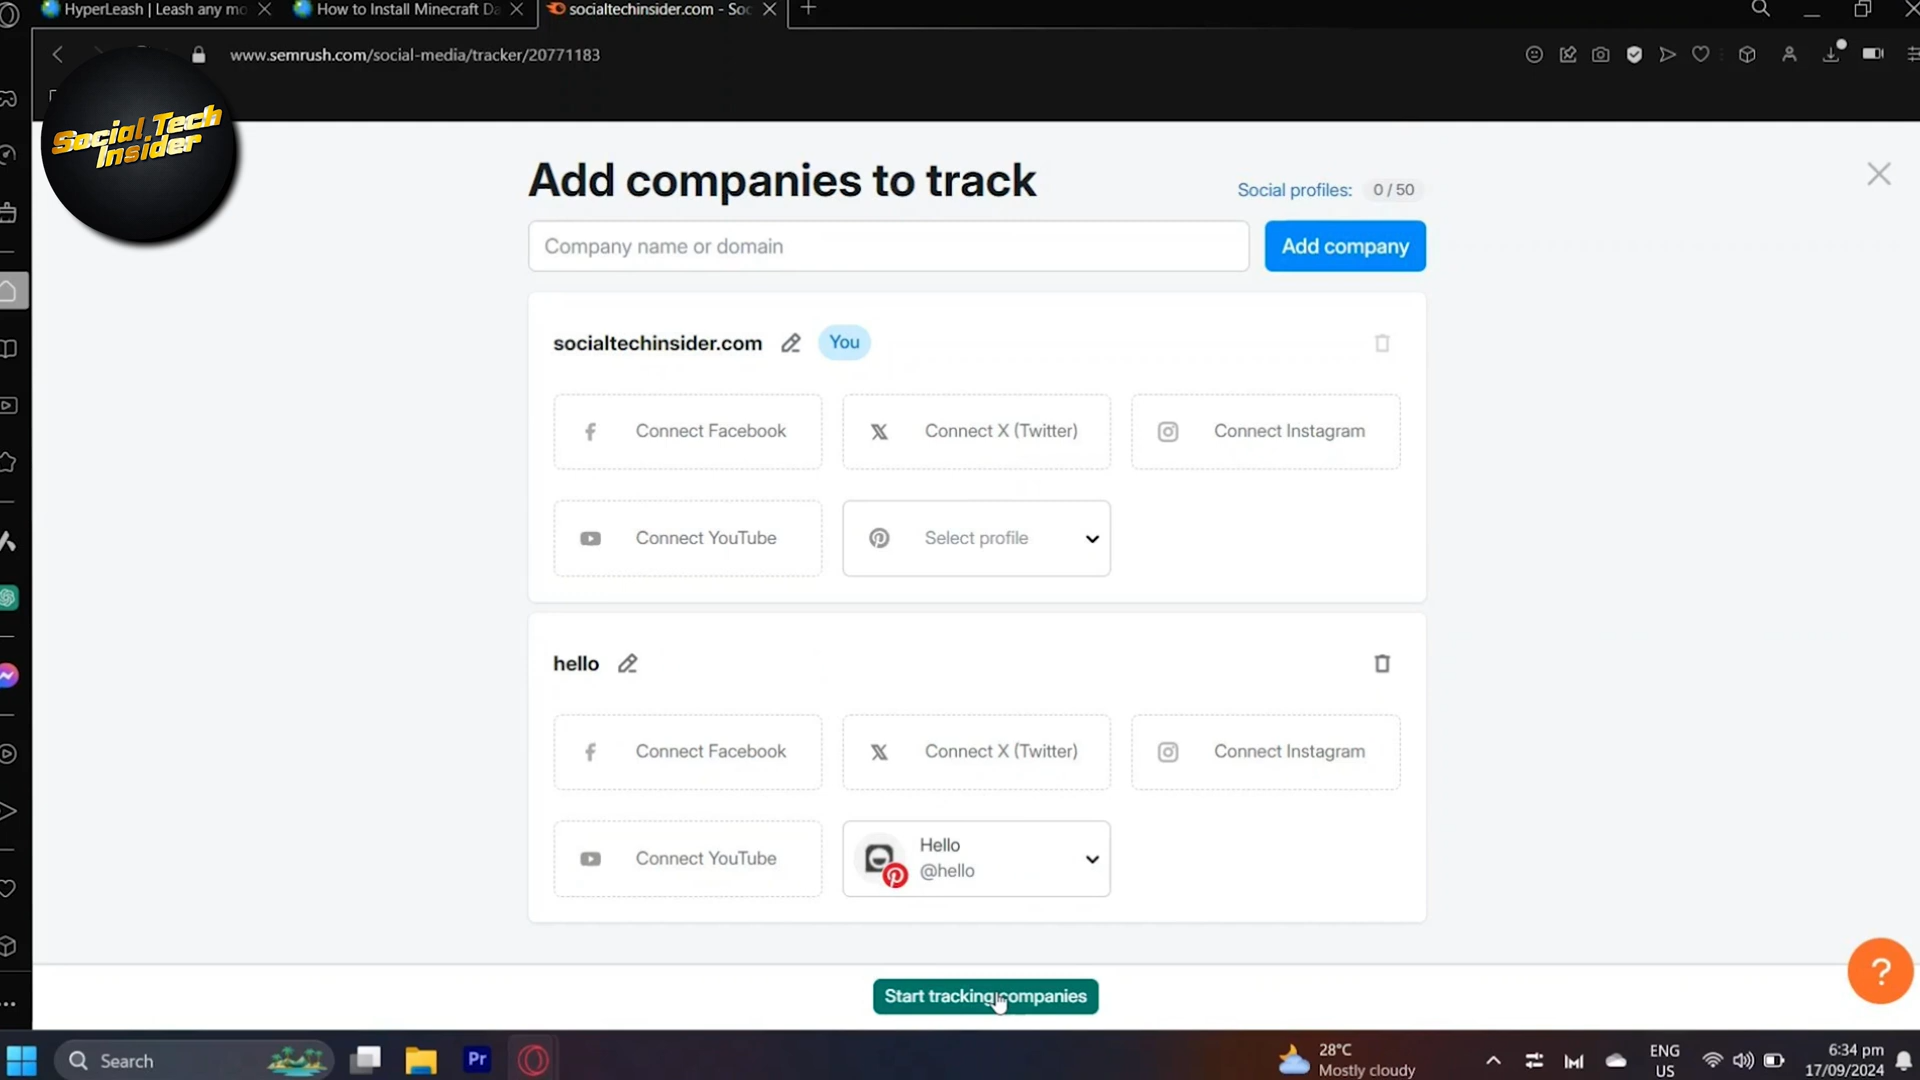 HyperLeash | Leash any mo
How to Install Minecraft Da
socialtechinsider.com - Soc
www.semrush.com/social-media/tracker/20771183
Social Tech
Insider
Add companies to track
Social profiles: 0 / 50
Company name or domain
Add company
socialtechinsider.com
You
Connect Facebook
Connect X (Twitter)
Connect Instagram
Connect YouTube
Select profile
hello
Connect Facebook
Connect X (Twitter)
Connect Instagram
Connect YouTube
Hello
@hello
Start tracking companies
?
Search
Pr
28°C
Mostly cloudy
ENG
US
6:34 pm
17/09/2024